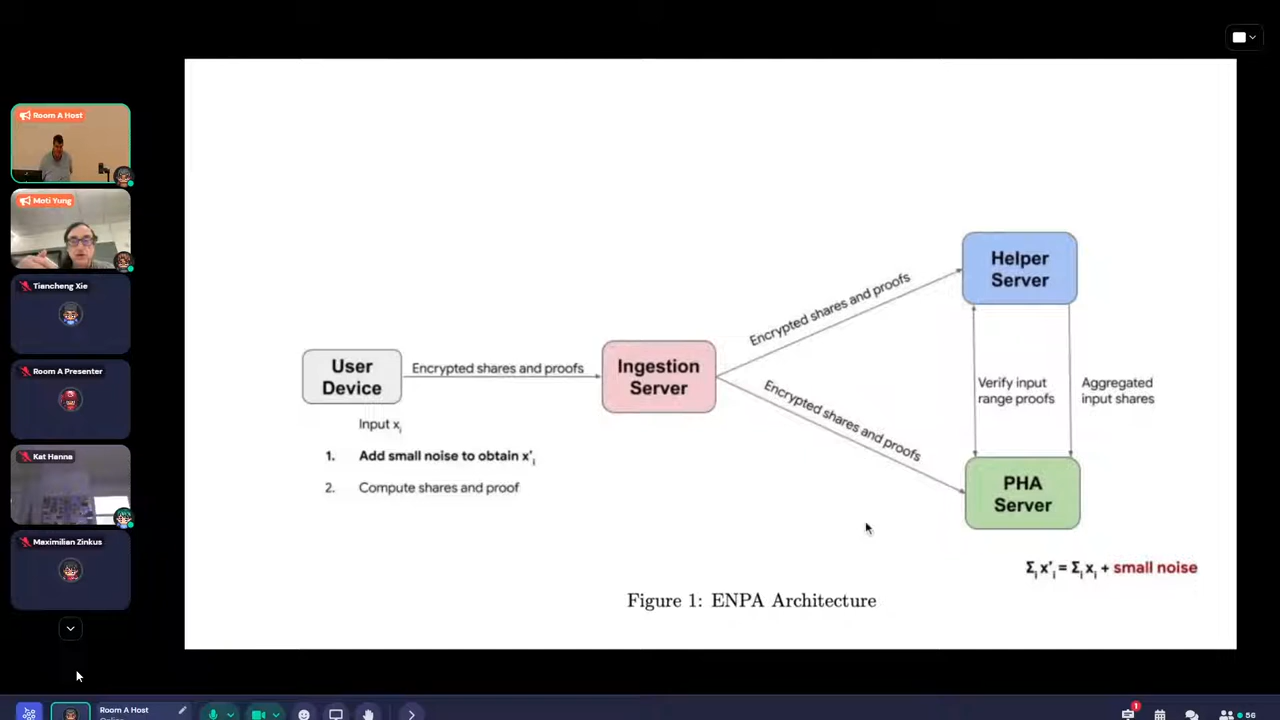 Room A Host
Moti Yung
Tiancheng Xie
Room A Presenter
Kat Hanna
Maximilian Zinkus
User
Device
Encrypted shares and proofs
Ingestion
Server
Encrypted shares and proofs
Encrypted shares and proofs
Helper
Server
Verify input
range proofs
Aggregated
input shares
PHA
Server
Input xᵢ
1. Add small noise to obtain x'ᵢ
2. Compute shares and proof
Σᵢ x'ᵢ = Σᵢ xᵢ + small noise
Figure 1: ENPA Architecture
Room A Host
Online
1
56